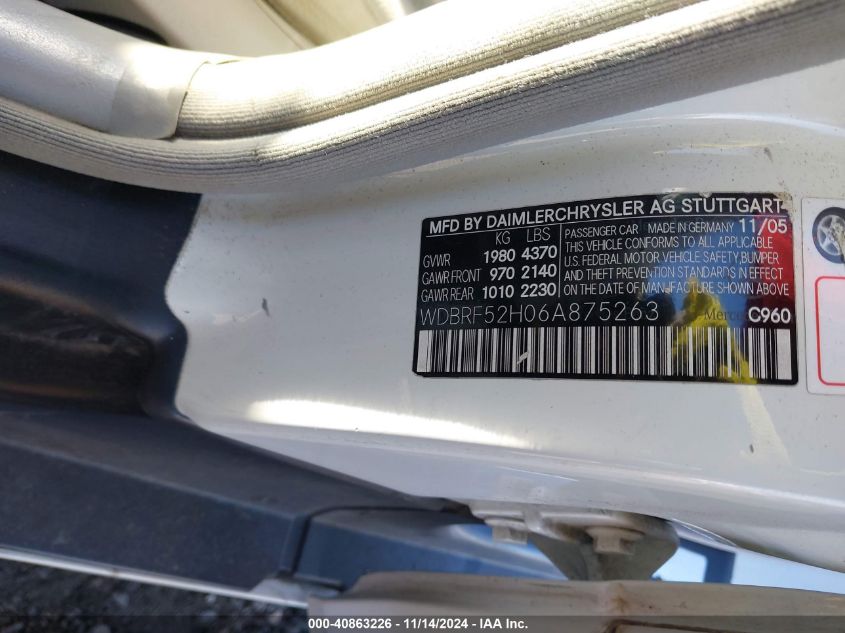 MFD BY DAIMLERCHRYSLER AG STUTTGART
KG LBS
GVWR 1980 4370
GAWR FRONT 970 2140
GAWR REAR 1010 2230
PASSENGER CAR MADE IN GERMANY 11/05
THIS VEHICLE CONFORMS TO ALL APPLICABLE
U.S. FEDERAL MOTOR VEHICLE SAFETY,BUMPER
AND THEFT PREVENTION STANDARDS IN EFFECT
ON THE DATE OF MANUFACTURE SHOWN ABOVE
WDBRF52H06A875263
C960
000-40863226 - 11/14/2024 - IAA Inc.